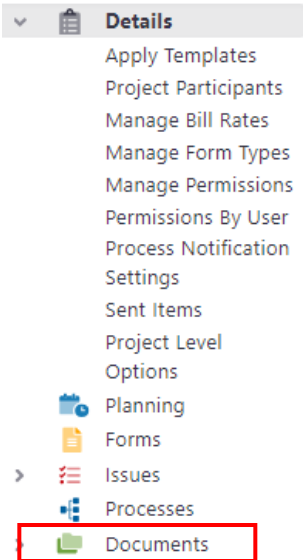 Details
Apply Templates
Project Participants
Manage Bill Rates
Manage Form Types
Manage Permissions
Permissions By User
Process Notification
Settings
Sent Items
Project Level
Options
Planning
Forms
Issues
Processes
Documents